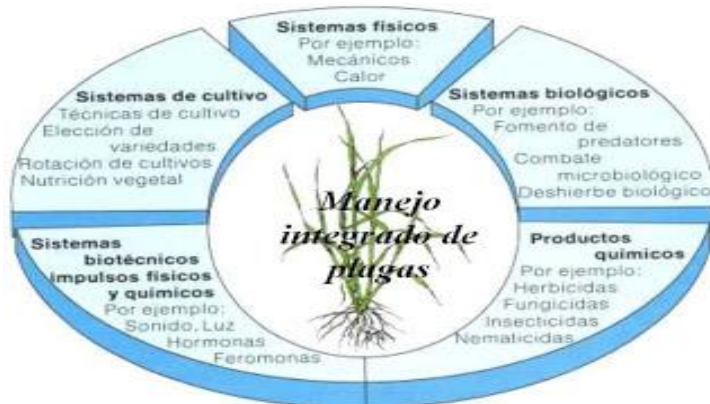 Sistemas físicos
Por ejemplo:
Mecánicos
Calor
Sistemas de cultivo
Técnicas de cultivo
Elección de
variedades
Rotación de cultivos
Nutrición vegetal
Sistemas biológicos
Por ejemplo:
Fomento de
predatores
Combate
microbiológico
Deshierbe biológico
Manejo
integrado de
plagas
Sistemas
biotécnicos
impulsos físicos
y químicos
Por ejemplo:
Sonido, Luz
Hormonas
Feromonas
Productos
químicos
Por ejemplo:
Herbicidas
Fungicidas
Insecticidas
Nematicidas